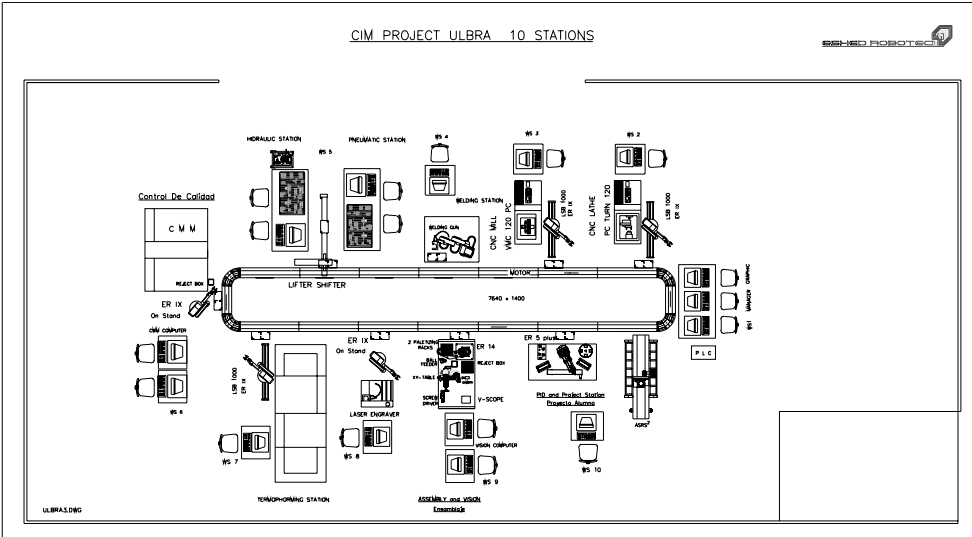 CIM PROJECT ULBRA 10 STATIONS
ESHED ROBOTEC
HIDRAULIC STATION
WS 5
PNEUMATIC STATION
WS 4
WS 3
WS 2
Control De Calidad
CMM
REJECT BOX
WELDING STATION
WELDING GUN
CNC MILL
VMC 120 PC
LSB 1000
ER IX
CNC LATHE
PC TURN 120
LSB 1000
ER IX
LIFTER SHIFTER
MOTOR
7640 x 1400
GRAPHIC
MANAGER
WS1
PLC
ER IX
On Stand
CMM COMPUTER
WS 6
LSB 1000
ER IX
WS 7
TERMOPHORMING STATION
ER IX
On Stand
LASER ENGRAVER
WS 8
2 PALETIZING
RACKS
BALL
FEEDER
XY-TABLE
SCREW
DRIVER
ER 14
REJECT BOX
V-SCOPE
VISION COMPUTER
WS 9
ASSEMBLY and VISION
Ensamblaje
ER 5 plus
PID and Project Station
Proyecto Alumno
WS 10
ASRS²
ULBRA3.DWG